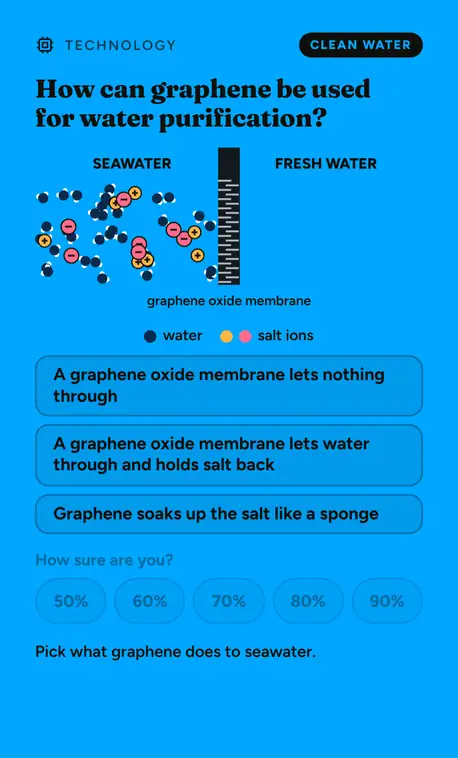 TECHNOLOGY
CLEAN WATER
How can graphene be used
for water purification?
SEAWATER
FRESH WATER
graphene oxide membrane
water
salt ions
A graphene oxide membrane lets nothing
through
A graphene oxide membrane lets water
through and holds salt back
Graphene soaks up the salt like a sponge
How sure are you?
50%
60%
70%
80%
90%
Pick what graphene does to seawater.